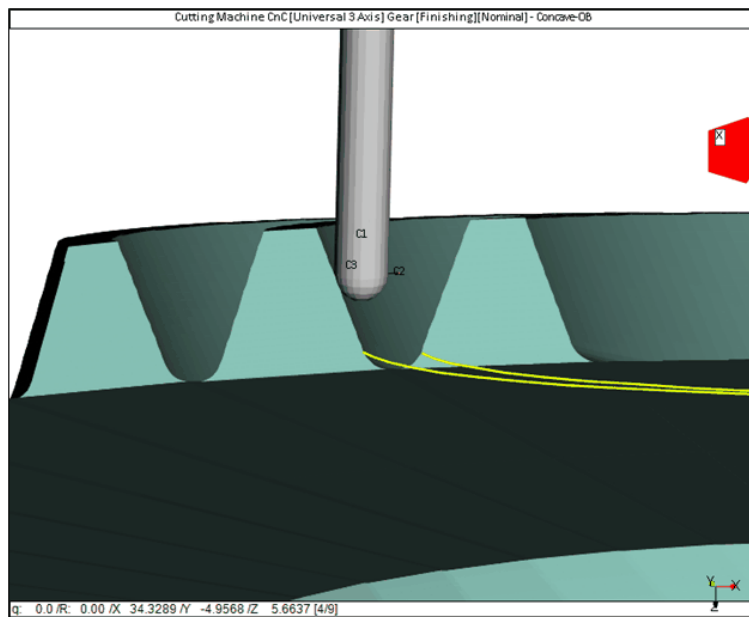 Cutting Machine CnC [Universal 3 Axis] Gear [Finishing][Nominal] - Concave-OB
X
C1
C3
C2
Y
X
Z
q: 0.0 /R: 0.00 /X 34.3289 /Y -4.9568 /Z 5.6637 [4/9]